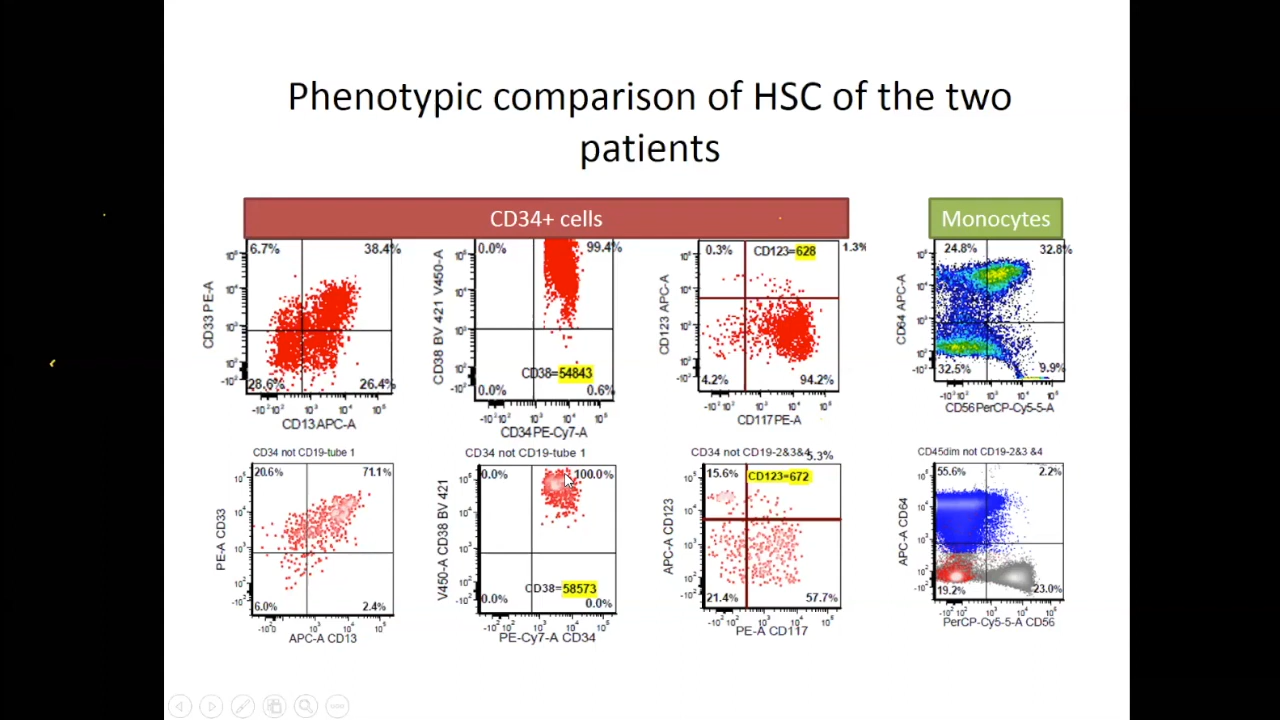 Phenotypic comparison of HSC of the two
patients
CD34+ cells
Monocytes
6.7% 38.4%
28.6% 26.4%
CD33 PE-A
CD13 APC-A
0.0% 99.4%
CD38=54843
0.0% 0.6%
CD38 BV 421 V450-A
CD34 PE-Cy7-A
0.3% CD123=628 1.3%
4.2% 94.2%
CD123 APC-A
CD117 PE-A
24.8% 32.8%
32.5% 9.9%
CD64 APC-A
CD56 PerCP-Cy5-5-A
CD34 not CD19-tube 1
20.6% 71.1%
6.0% 2.4%
PE-A CD33
APC-A CD13
CD34 not CD19-tube 1
0.0% 100.0%
CD38=58573
0.0% 0.0%
V450-A CD38 BV 421
PE-Cy7-A CD34
CD34 not CD19-2&3&4
5.3%
15.6% CD123=672
21.4% 57.7%
APC-A CD123
PE-A CD117
CD45dim not CD19-2&3 &4
55.6% 2.2%
19.2% 23.0%
APC-A CD64
PerCP-Cy5-5-A CD56